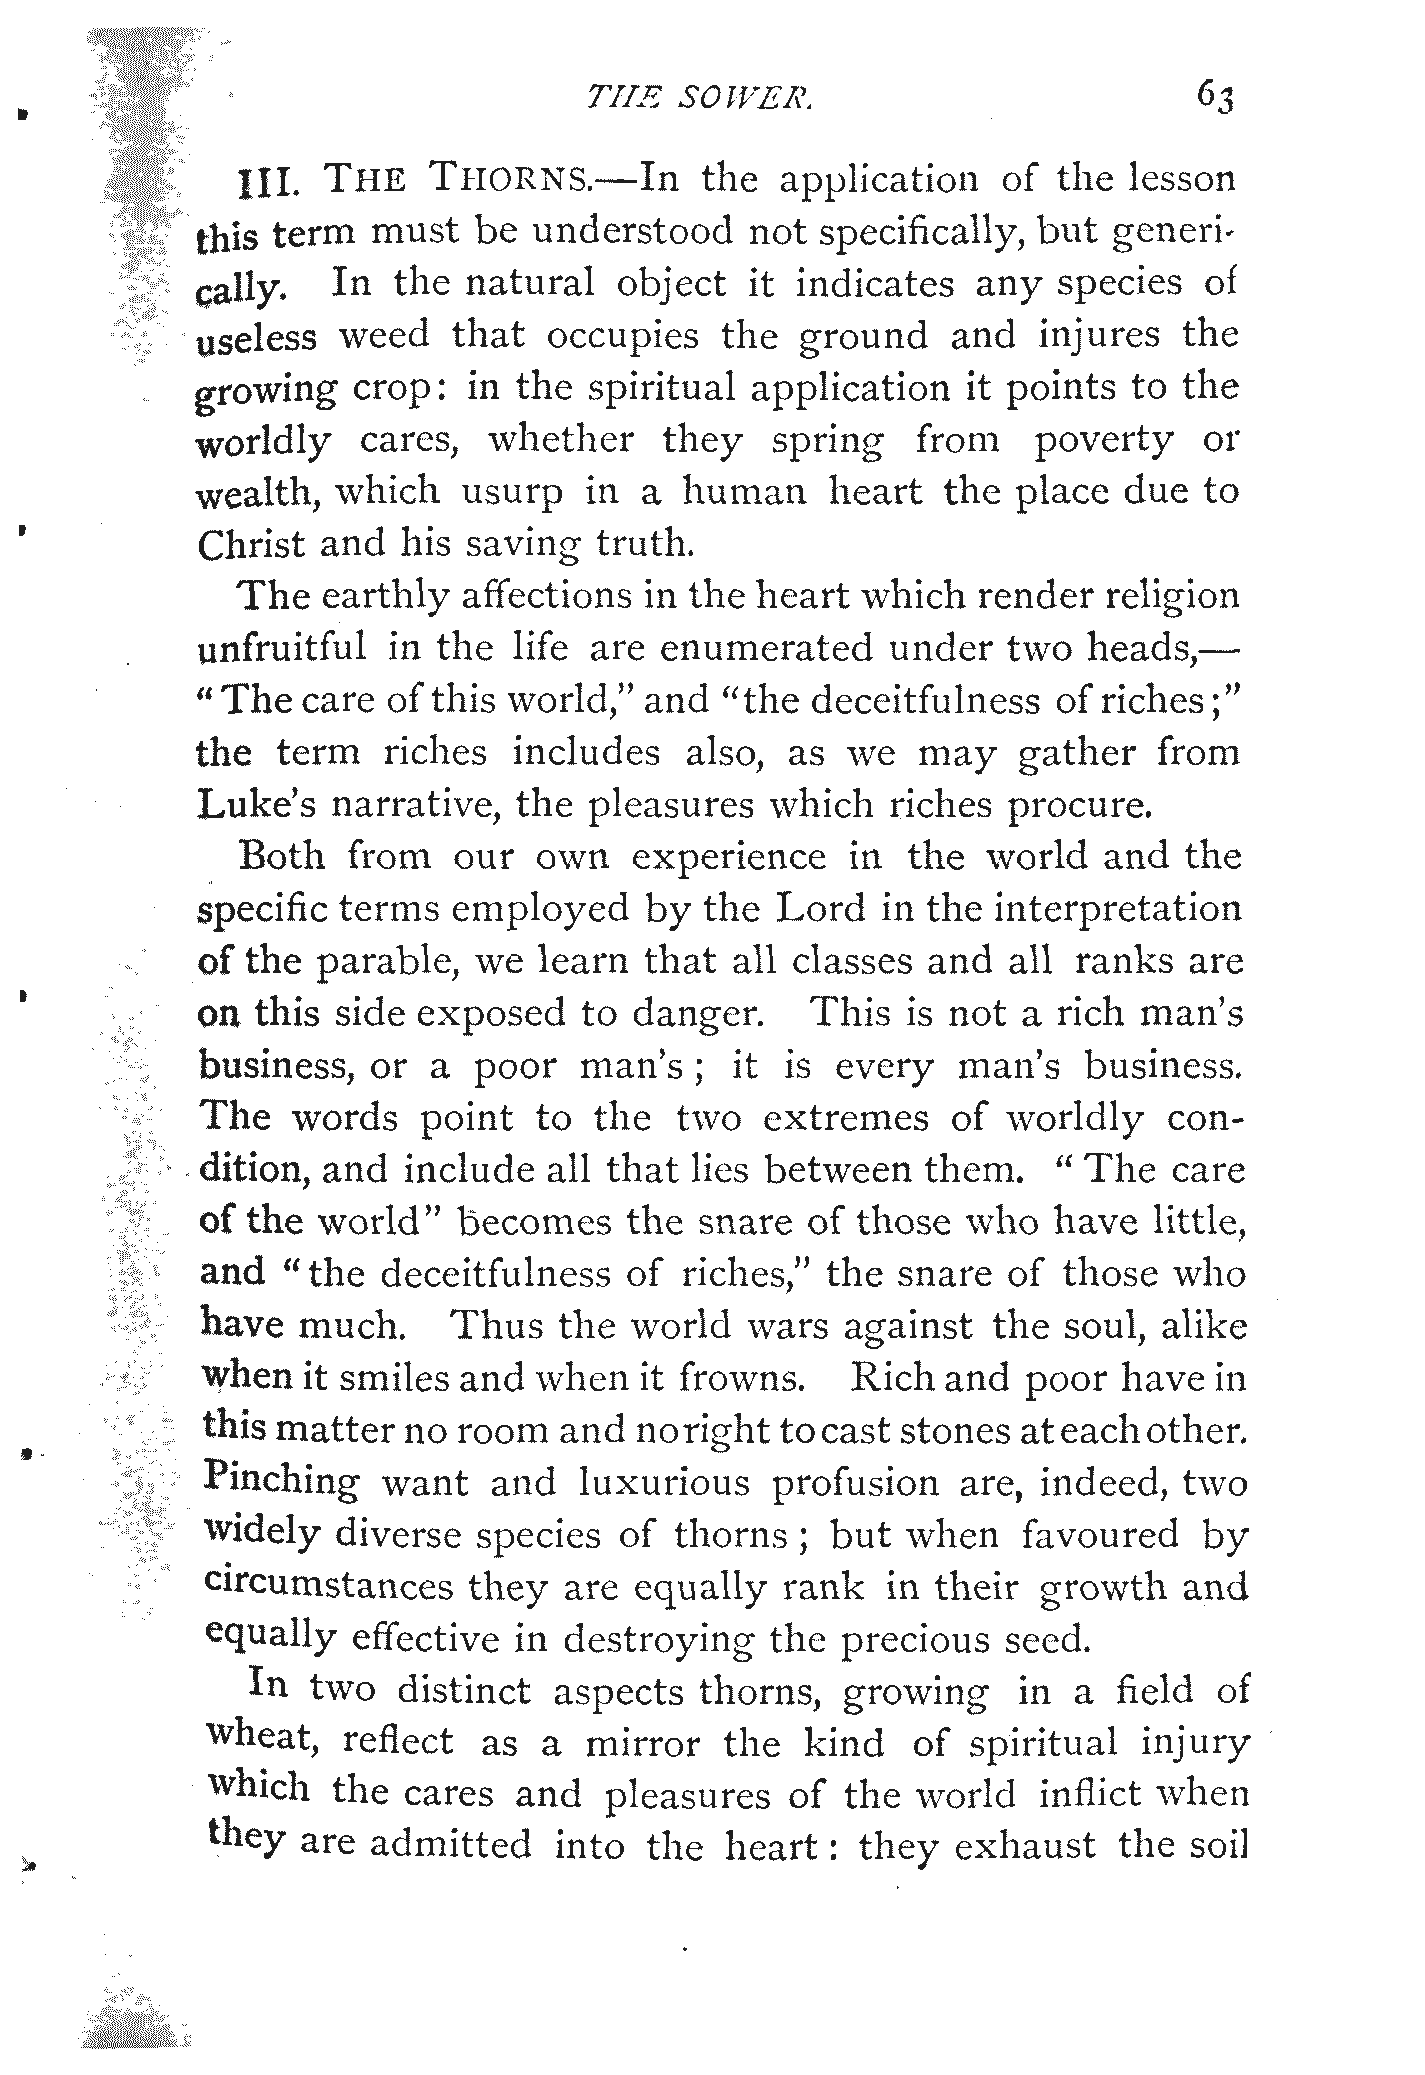 THE SOWER. 63
III. THE THORNS.—In the application of the lesson
this term must be understood not specifically, but generi-
cally. In the natural object it indicates any species of
useless weed that occupies the ground and injures the
growing crop: in the spiritual application it points to the
worldly cares, whether they spring from poverty or
wealth, which usurp in a human heart the place due to
Christ and his saving truth.
The earthly affections in the heart which render religion
unfruitful in the life are enumerated under two heads,—
“The care of this world,” and “the deceitfulness of riches;”
the term riches includes also, as we may gather from
Luke’s narrative, the pleasures which riches procure.
Both from our own experience in the world and the
specific terms employed by the Lord in the interpretation
of the parable, we learn that all classes and all ranks are
on this side exposed to danger. This is not a rich man’s
business, or a poor man’s; it is every man’s business.
The words point to the two extremes of worldly con-
dition, and include all that lies between them. “The care
of the world” becomes the snare of those who have little,
and “the deceitfulness of riches,” the snare of those who
have much. Thus the world wars against the soul, alike
when it smiles and when it frowns. Rich and poor have in
this matter no room and no right to cast stones at each other.
Pinching want and luxurious profusion are, indeed, two
widely diverse species of thorns; but when favoured by
circumstances they are equally rank in their growth and
equally effective in destroying the precious seed.
In two distinct aspects thorns, growing in a field of
wheat, reflect as a mirror the kind of spiritual injury
which the cares and pleasures of the world inflict when
they are admitted into the heart: they exhaust the soil